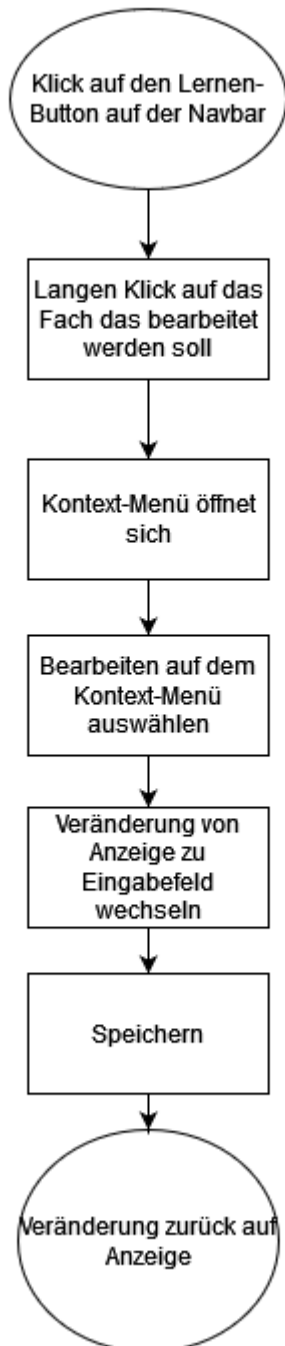 Klick auf den Lernen-
Button auf der Navbar
Langen Klick auf das
Fach das bearbeitet
werden soll
Kontext-Menü öffnet
sich
Bearbeiten auf dem
Kontext-Menü
auswählen
Veränderung von
Anzeige zu
Eingabefeld
wechseln
Speichern
Veränderung zurück auf
Anzeige